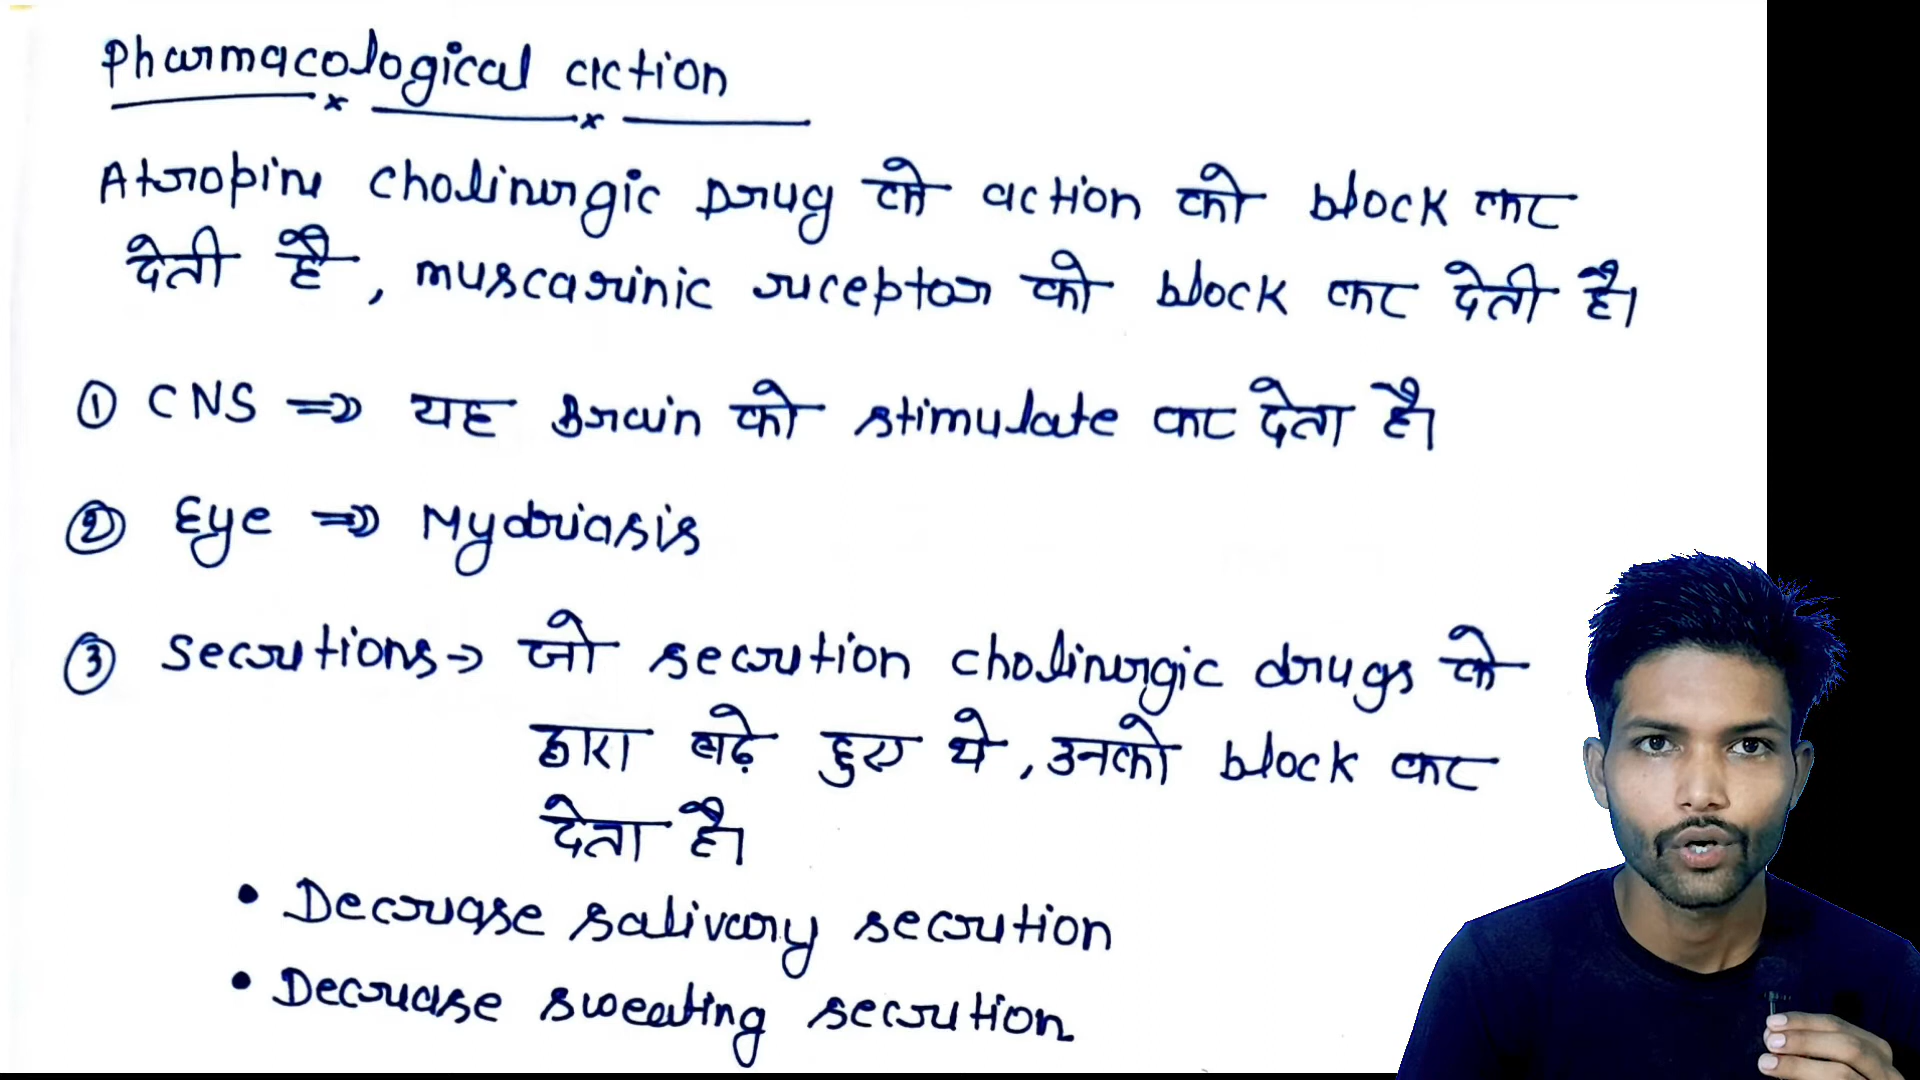 Pharmacological action
Atropine cholinergic Drug के action को block कर
देती है, muscarinic receptor को block कर देती है।
① CNS ⇒ यह Brain को stimulate कर देता है।
② Eye ⇒ Mydriasis
③ Secretions → जो secretion cholinergic drugs के
द्वारा बढ़े हुए थे, उनको block कर
देता है।
• Decrease salivary secretion
• Decrease sweating secretion